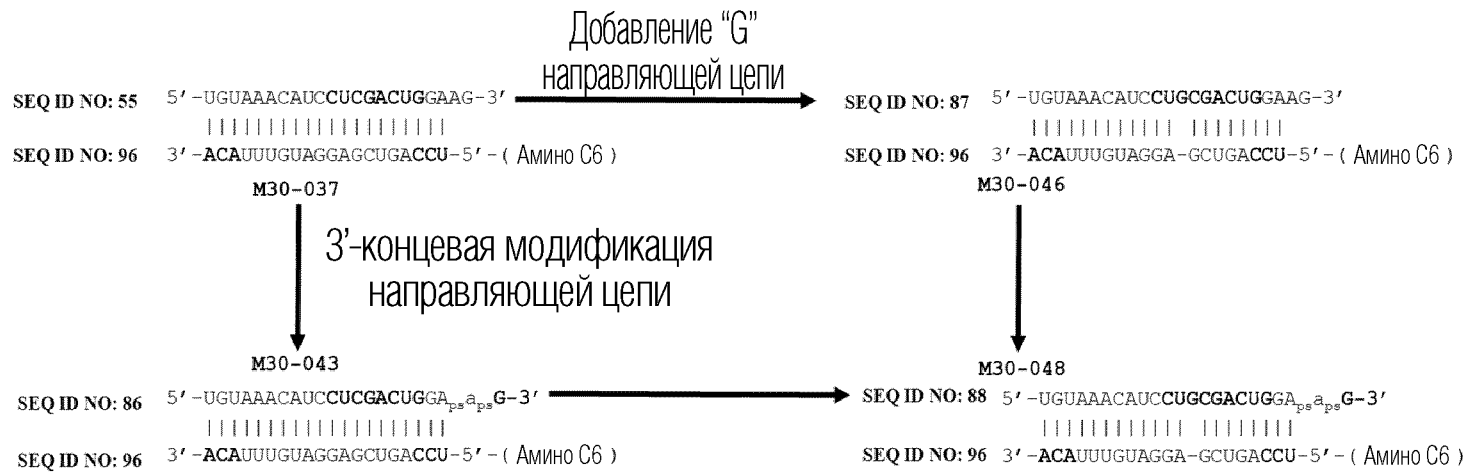 Добавление “G”
направляющей цепи
SEQ ID NO: 55 5′-UGUAAACAUCCUCGACUGGAAG-3′
SEQ ID NO: 87 5′-UGUAAACAUCCUGCGACUGGAAG-3′
SEQ ID NO: 96 3′-ACAUUUGUAGGAGCUGACCU-5′-( Амино C6 )
SEQ ID NO: 96 3′-ACAUUUGUAGGA-GCUGACCU-5′-( Амино C6 )
M30-037
M30-046
3′-концевая модификация
направляющей цепи
M30-043
M30-048
SEQ ID NO: 86 5′-UGUAAACAUCCUCGACUGGApsapsG-3′
SEQ ID NO: 88 5′-UGUAAACAUCCUGCGACUGGApsapsG-3′
SEQ ID NO: 96 3′-ACAUUUGUAGGAGCUGACCU-5′-( Амино C6 )
SEQ ID NO: 96 3′-ACAUUUGUAGGA-GCUGACCU-5′-( Амино C6 )